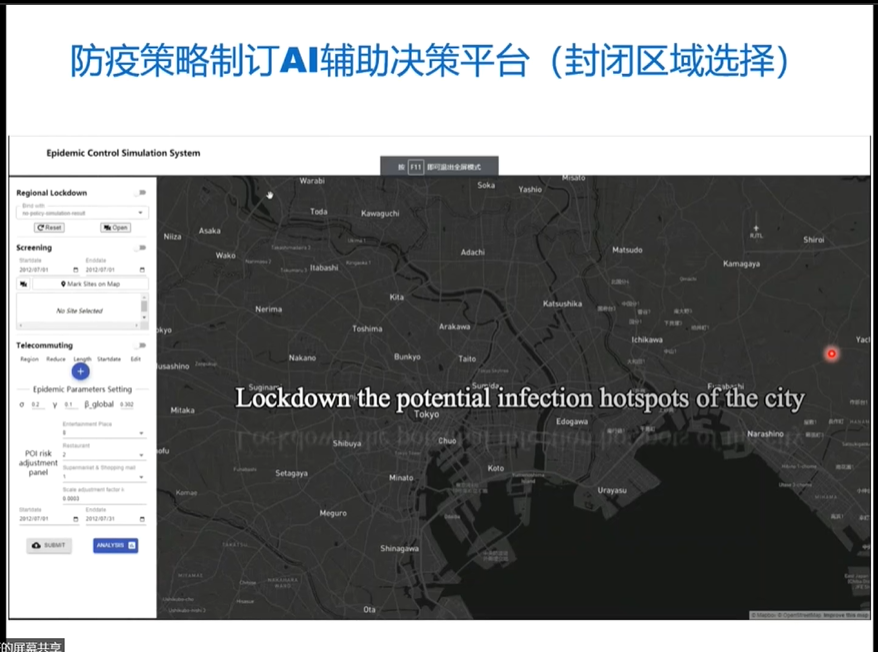 防疫策略制订AI辅助决策平台（封闭区域选择）
Epidemic Control Simulation System
按 F11 即可退出全屏模式
Regional Lockdown
no-policy-simulation-result
Reset
Open
Screening
Startdate
Enddate
2012/07/01
2012/07/01
Mark Sites on Map
No Site Selected
Telecommuting
Region Reduce Length Startdate Edit
+
Epidemic Parameters Setting
σ 0.2 γ 0.1 β_global 0.302
POI risk adjustment panel
Entertainment Place
8
Restaurant
2
Supermarket & Shopping mall
1
Scale adjustment factor
0.0003
Startdate
Enddate
2012/07/01
2012/07/31
SUBMIT
ANALYSIS
Warabi
Soka
Yashio
Misato
Toda
Kawaguchi
Niiza
Asaka
Wako
Itabashi
Adachi
Matsudo
Kamagaya
Shiroi
Kita
Katsushika
Nerima
Toshima
Arakawa
Ichikawa
Nakano
Bunkyo
Taito
Sumida
Lockdown the potential infection hotspots of the city
Mitaka
Tokyo
Edogawa
Narashino
Shibuya
Chuo
Setagaya
Minato
Koto
Urayasu
Meguro
Shinagawa
Ota
© Mapbox © OpenStreetMap Improve this map
的屏幕共享